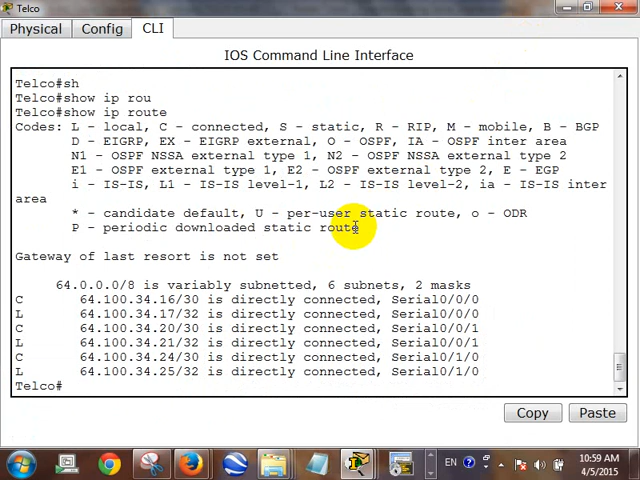 Telco
Physical Config CLI
IOS Command Line Interface
Telco#sh
Telco#show ip rou
Telco#show ip route
Codes: L - local, C - connected, S - static, R - RIP, M - mobile, B - BGP
D - EIGRP, EX - EIGRP external, O - OSPF, IA - OSPF inter area
N1 - OSPF NSSA external type 1, N2 - OSPF NSSA external type 2
E1 - OSPF external type 1, E2 - OSPF external type 2, E - EGP
i - IS-IS, L1 - IS-IS level-1, L2 - IS-IS level-2, ia - IS-IS inter
area
* - candidate default, U - per-user static route, o - ODR
P - periodic downloaded static route
Gateway of last resort is not set
64.0.0.0/8 is variably subnetted, 6 subnets, 2 masks
C 64.100.34.16/30 is directly connected, Serial0/0/0
L 64.100.34.17/32 is directly connected, Serial0/0/0
C 64.100.34.20/30 is directly connected, Serial0/0/1
L 64.100.34.21/32 is directly connected, Serial0/0/1
C 64.100.34.24/30 is directly connected, Serial0/1/0
L 64.100.34.25/32 is directly connected, Serial0/1/0
Telco#
Copy Paste
EN 10:59 AM
4/5/2015